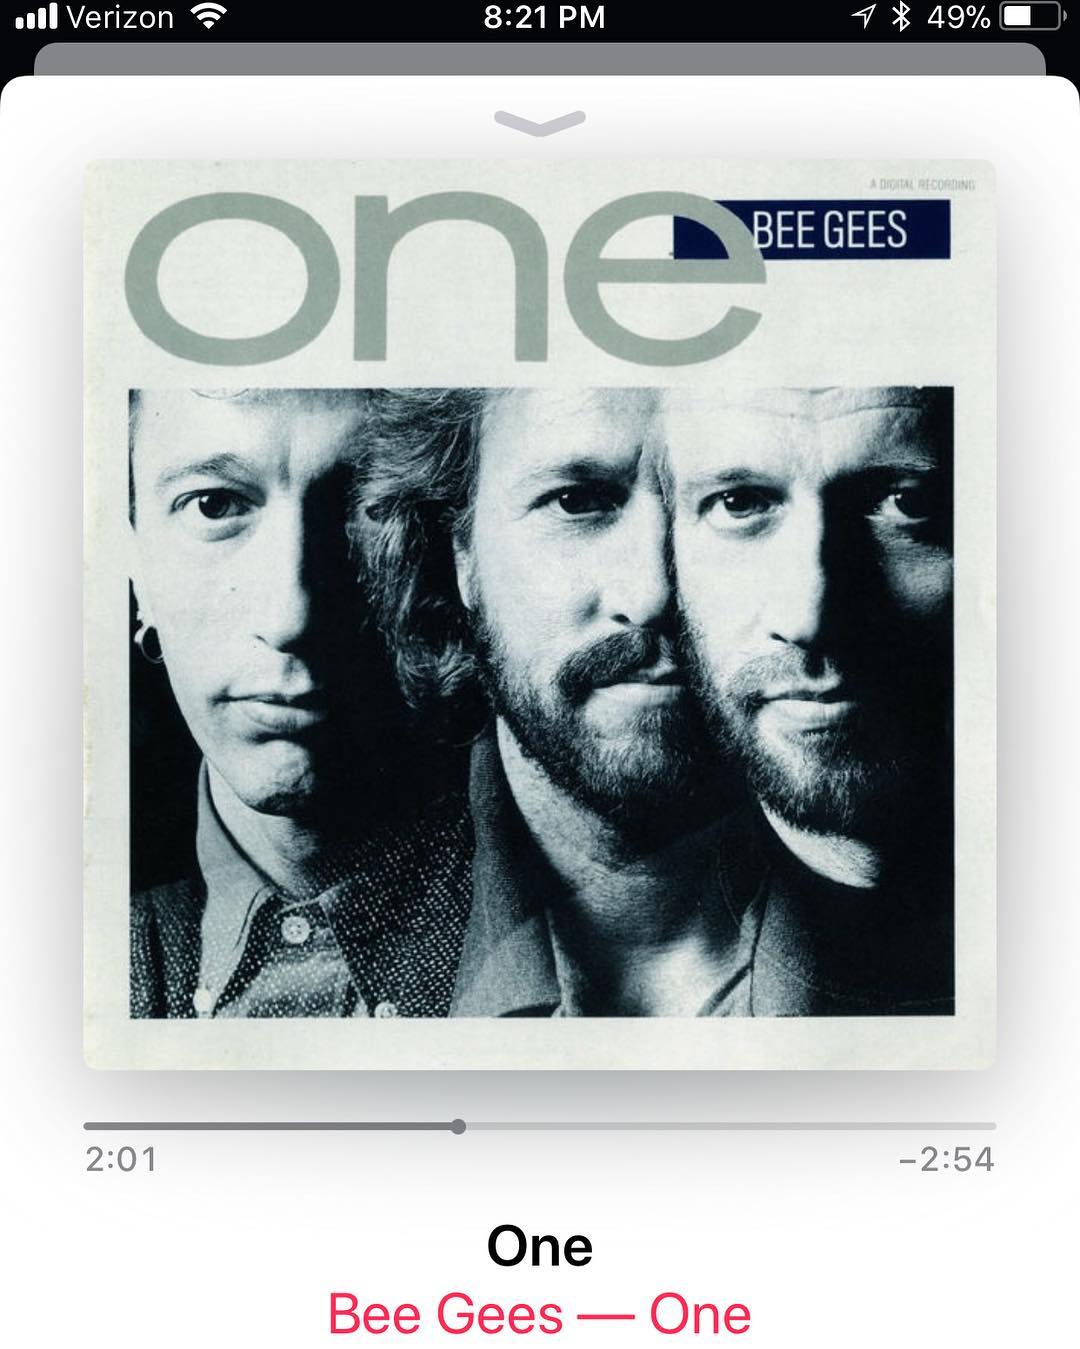 Verizon 8:21 PM 49%
A DIGITAL RECORDING
one BEE GEES
2:01 −2:54
One
Bee Gees — One